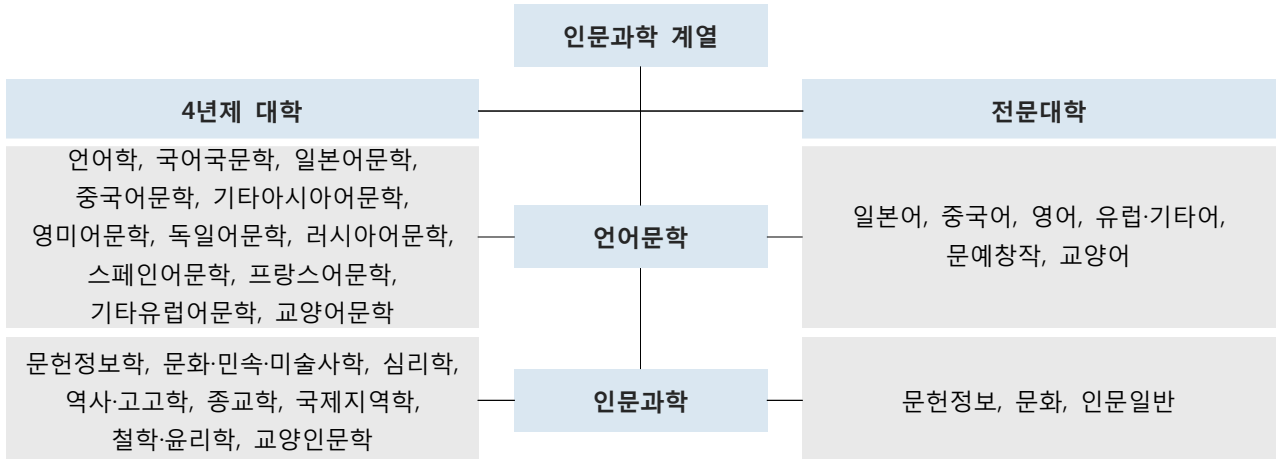 인문과학 계열
4년제 대학
전문대학
언어학, 국어국문학, 일본어문학,
중국어문학, 기타아시아어문학,
영미어문학, 독일어문학, 러시아어문학,
스페인어문학, 프랑스어문학,
기타유럽어문학, 교양어문학
언어문학
일본어, 중국어, 영어, 유럽·기타어,
문예창작, 교양어
문헌정보학, 문화·민속·미술사학, 심리학,
역사·고고학, 종교학, 국제지역학,
철학·윤리학, 교양인문학
인문과학
문헌정보, 문화, 인문일반